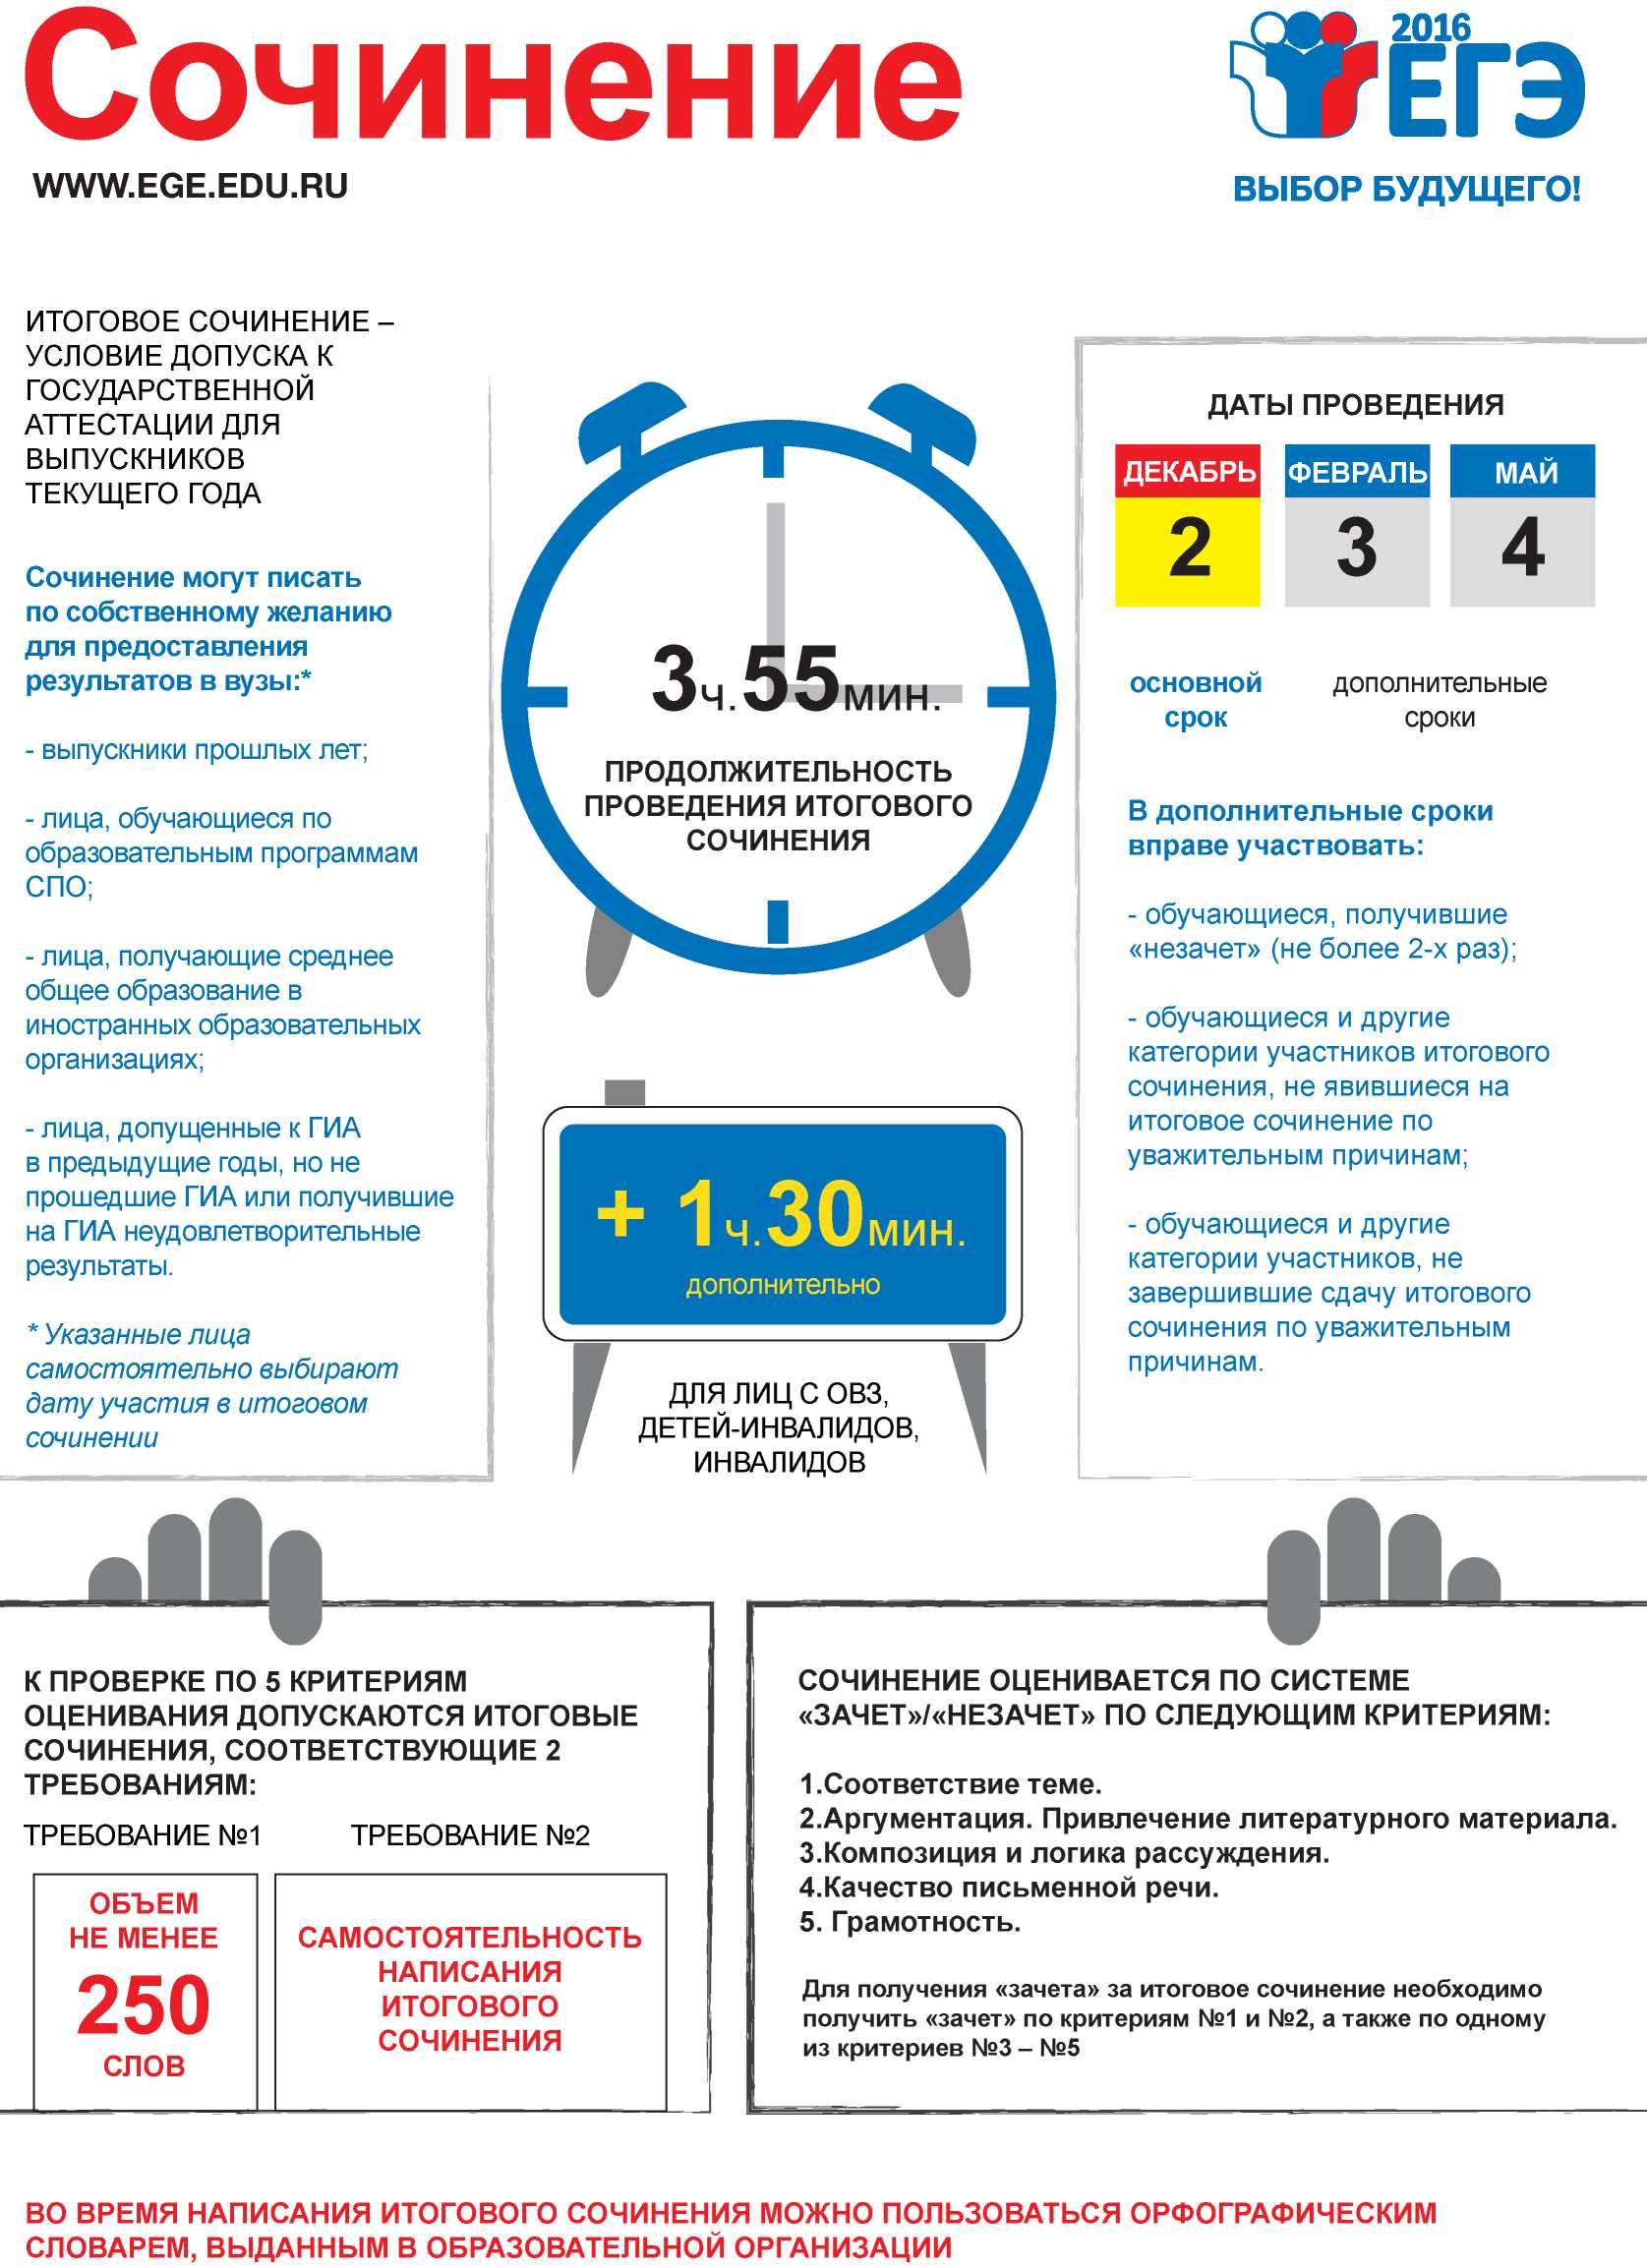 Сочинение
WWW.EGE.EDU.RU
2016
ЕГЭ
ВЫБОР БУДУЩЕГО!
ИТОГОВОЕ СОЧИНЕНИЕ –
УСЛОВИЕ ДОПУСКА К
ГОСУДАРСТВЕННОЙ
АТТЕСТАЦИИ ДЛЯ
ВЫПУСКНИКОВ
ТЕКУЩЕГО ГОДА
Сочинение могут писать
по собственному желанию
для предоставления
результатов в вузы:*
- выпускники прошлых лет;
- лица, обучающиеся по
образовательным программам
СПО;
- лица, получающие среднее
общее образование в
иностранных образовательных
организациях;
- лица, допущенные к ГИА
в предыдущие годы, но не
прошедшие ГИА или получившие
на ГИА неудовлетворительные
результаты.
* Указанные лица
самостоятельно выбирают
дату участия в итоговом
сочинении
3ч.55мин.
ПРОДОЛЖИТЕЛЬНОСТЬ
ПРОВЕДЕНИЯ ИТОГОВОГО
СОЧИНЕНИЯ
+ 1ч.30мин.
дополнительно
ДЛЯ ЛИЦ С ОВЗ,
ДЕТЕЙ-ИНВАЛИДОВ,
ИНВАЛИДОВ
ДАТЫ ПРОВЕДЕНИЯ
ДЕКАБРЬ ФЕВРАЛЬ МАЙ
2 3 4
основной дополнительные
срок сроки
В дополнительные сроки
вправе участвовать:
- обучающиеся, получившие
«незачет» (не более 2-х раз);
- обучающиеся и другие
категории участников итогового
сочинения, не явившиеся на
итоговое сочинение по
уважительным причинам;
- обучающиеся и другие
категории участников, не
завершившие сдачу итогового
сочинения по уважительным
причинам.
К ПРОВЕРКЕ ПО 5 КРИТЕРИЯМ
ОЦЕНИВАНИЯ ДОПУСКАЮТСЯ ИТОГОВЫЕ
СОЧИНЕНИЯ, СООТВЕТСТВУЮЩИЕ 2
ТРЕБОВАНИЯМ:
ТРЕБОВАНИЕ №1 ТРЕБОВАНИЕ №2
ОБЪЕМ
НЕ МЕНЕЕ
250
СЛОВ
САМОСТОЯТЕЛЬНОСТЬ
НАПИСАНИЯ
ИТОГОВОГО
СОЧИНЕНИЯ
СОЧИНЕНИЕ ОЦЕНИВАЕТСЯ ПО СИСТЕМЕ
«ЗАЧЕТ»/«НЕЗАЧЕТ» ПО СЛЕДУЮЩИМ КРИТЕРИЯМ:
1.Соответствие теме.
2.Аргументация. Привлечение литературного материала.
3.Композиция и логика рассуждения.
4.Качество письменной речи.
5. Грамотность.
Для получения «зачета» за итоговое сочинение необходимо
получить «зачет» по критериям №1 и №2, а также по одному
из критериев №3 – №5
ВО ВРЕМЯ НАПИСАНИЯ ИТОГОВОГО СОЧИНЕНИЯ МОЖНО ПОЛЬЗОВАТЬСЯ ОРФОГРАФИЧЕСКИМ
СЛОВАРЕМ, ВЫДАННЫМ В ОБРАЗОВАТЕЛЬНОЙ ОРГАНИЗАЦИИ